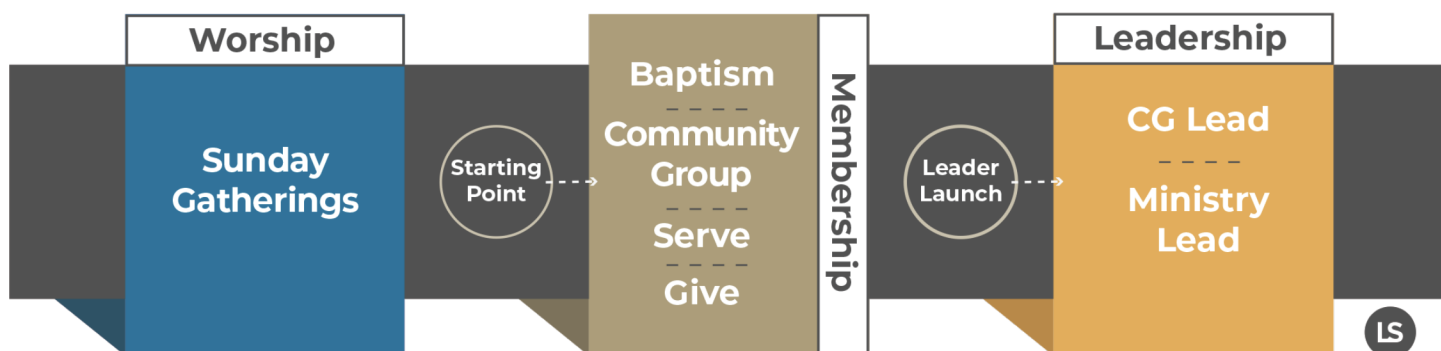 Worship
Sunday
Gatherings
Starting
Point
Baptism
Community
Group
Serve
Give
Membership
Leader
Launch
Leadership
CG Lead
Ministry
Lead
LS